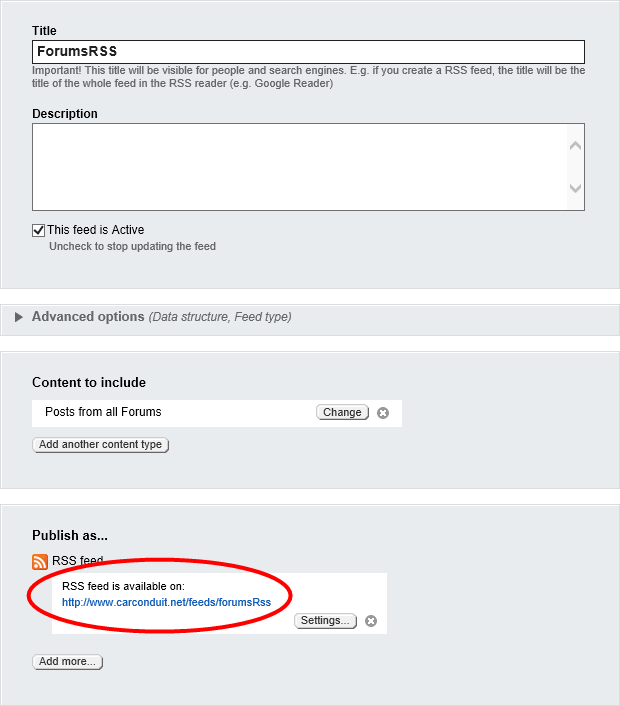 Title
ForumsRSS
Important! This title will be visible for people and search engines. E.g. if you create a RSS feed, the title will be the
title of the whole feed in the RSS reader (e.g. Google Reader)
Description
This feed is Active
Uncheck to stop updating the feed
Advanced options (Data structure, Feed type)
Content to include
Posts from all Forums
Change
Add another content type
Publish as...
RSS feed
RSS feed is available on:
http://www.carconduit.net/feeds/forumsRss
Settings...
Add more...